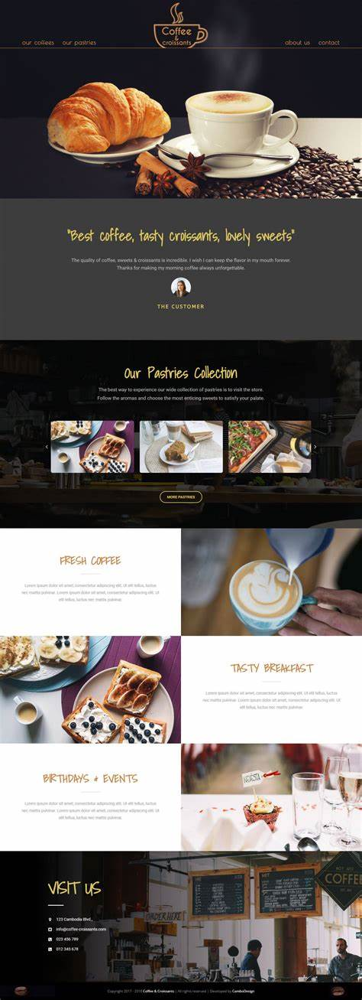 our coffees our pastries
Coffee
&
croissants
about us contact
"Best coffee, tasty croissants, lovely sweets"
The quality of coffee, sweets & croissants is incredible. I wish I can keep the flavor in my mouth forever.
Thanks for making my morning coffee always unforgettable.
THE CUSTOMER
Our Pastries Collection
The best way to experience our wide collection of pastries is to visit the store.
Follow the aromas and choose the most enticing sweets to satisfy your palate.
MORE PASTRIES
FRESH COFFEE
Lorem ipsum dolor sit amet, consectetur adipiscing elit. Ut elit tellus, luctus nec
mattis pulvinar.
Lorem ipsum dolor sit amet, consectetur adipiscing elit. Ut elit tellus, luctus nec
mattis pulvinar.
TASTY BREAKFAST
Lorem ipsum dolor sit amet, consectetur adipiscing elit. Ut elit tellus, luctus
nec mattis pulvinar.
Lorem ipsum dolor sit amet, consectetur adipiscing elit. Ut elit tellus, luctus
nec mattis pulvinar.
BIRTHDAYS & EVENTS
Lorem ipsum dolor sit amet, consectetur adipiscing elit. Ut elit tellus, luctus nec
mattis pulvinar.
Lorem ipsum dolor sit amet, consectetur adipiscing elit. Ut elit tellus, luctus nec
mattis pulvinar.
VISIT US
123 Cambodia Blvd.,
info@coffee-croissants.com
023 456 789
012 345 678
ORDER HERE!
HOT
HOT
COFFEE
Copyright 2017 - 2018 Coffee & Croissants | All rights reserved | Developed by CamboDesign